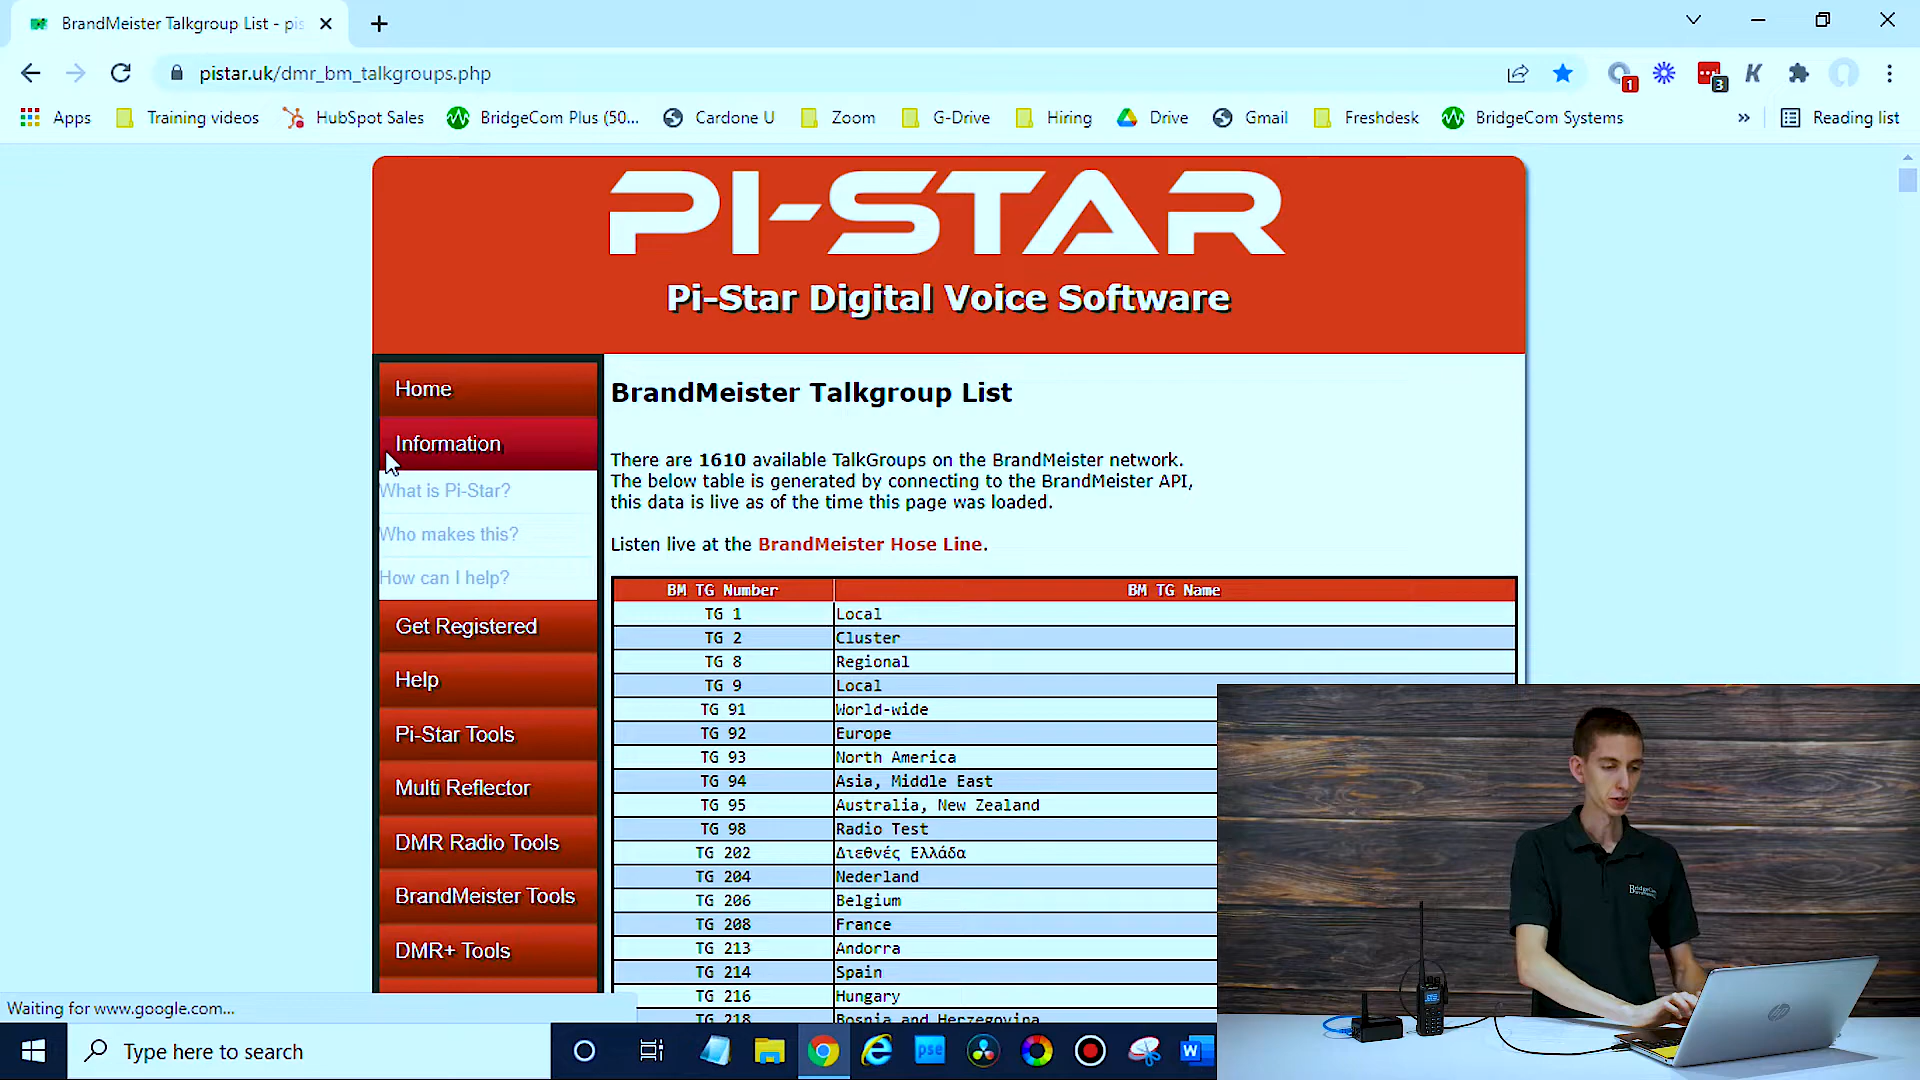 BrandMeister Talkgroup List - pis
pistar.uk/dmr_bm_talkgroups.php
1
3
Apps
Training videos
HubSpot Sales
BridgeCom Plus (50...
Cardone U
Zoom
G-Drive
Hiring
Drive
Gmail
Freshdesk
BridgeCom Systems
»
Reading list
PI-STAR
Pi-Star Digital Voice Software
Home
Information
What is Pi-Star?
Who makes this?
How can I help?
Get Registered
Help
Pi-Star Tools
Multi Reflector
DMR Radio Tools
BrandMeister Tools
DMR+ Tools
BrandMeister Talkgroup List
There are 1610 available TalkGroups on the BrandMeister network.
The below table is generated by connecting to the BrandMeister API,
this data is live as of the time this page was loaded.
Listen live at the BrandMeister Hose Line.
BM TG Number BM TG Name
TG 1 Local
TG 2 Cluster
TG 8 Regional
TG 9 Local
TG 91 World-wide
TG 92 Europe
TG 93 North America
TG 94 Asia, Middle East
TG 95 Australia, New Zealand
TG 98 Radio Test
TG 202 Διεθνές Ελλάδα
TG 204 Nederland
TG 206 Belgium
TG 208 France
TG 213 Andorra
TG 214 Spain
TG 216 Hungary
TG 218 Bosnia and Herzegovina
Waiting for www.google.com...
Type here to search
pse
W
hp